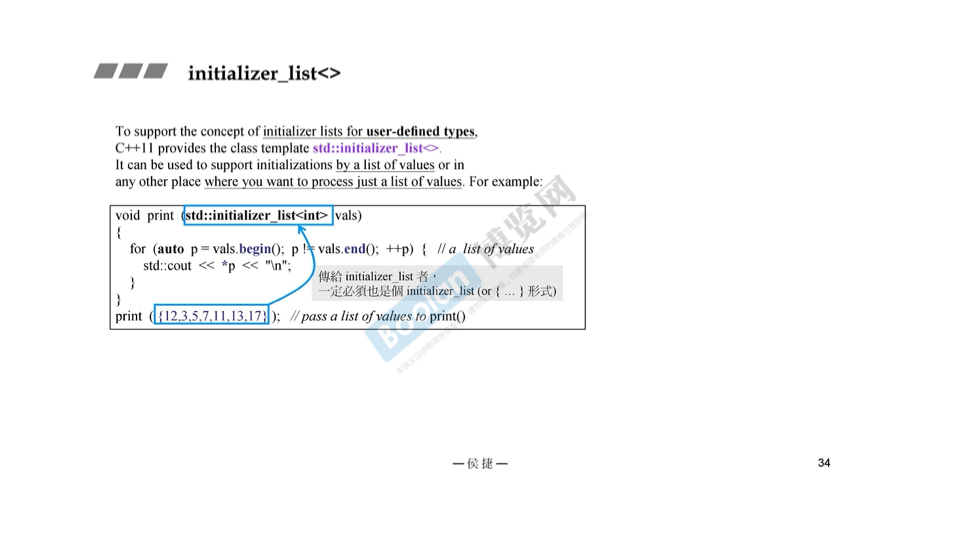 initializer_list<>
To support the concept of initializer lists for user-defined types,
C++11 provides the class template std::initializer_list<>.
It can be used to support initializations by a list of values or in
any other place where you want to process just a list of values. For example:
void print (std::initializer_list<int> vals)
{
for (auto p = vals.begin(); p != vals.end(); ++p) { // a list of values
std::cout << *p << "\n";
}
}
print ( {12,3,5,7,11,13,17} ); // pass a list of values to print()
傳給 initializer_list 者，
一定必須也是個 initializer_list (or { … } 形式)
Boolan 博览网
— 侯 捷 —
34